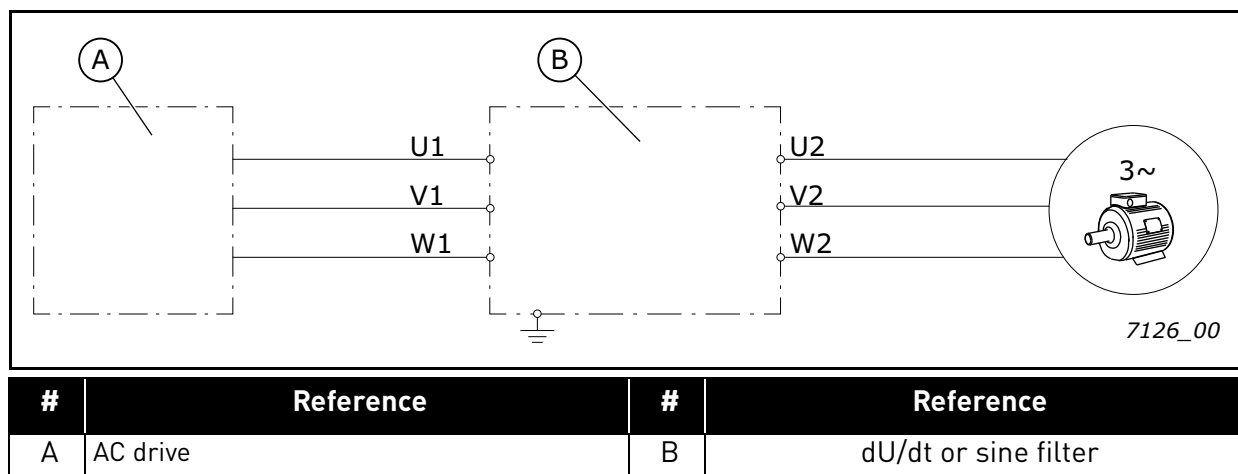 A
B
U1
U2
V1
V2
W1
W2
3~
7126_00
# Reference # Reference
A AC drive B dU/dt or sine filter